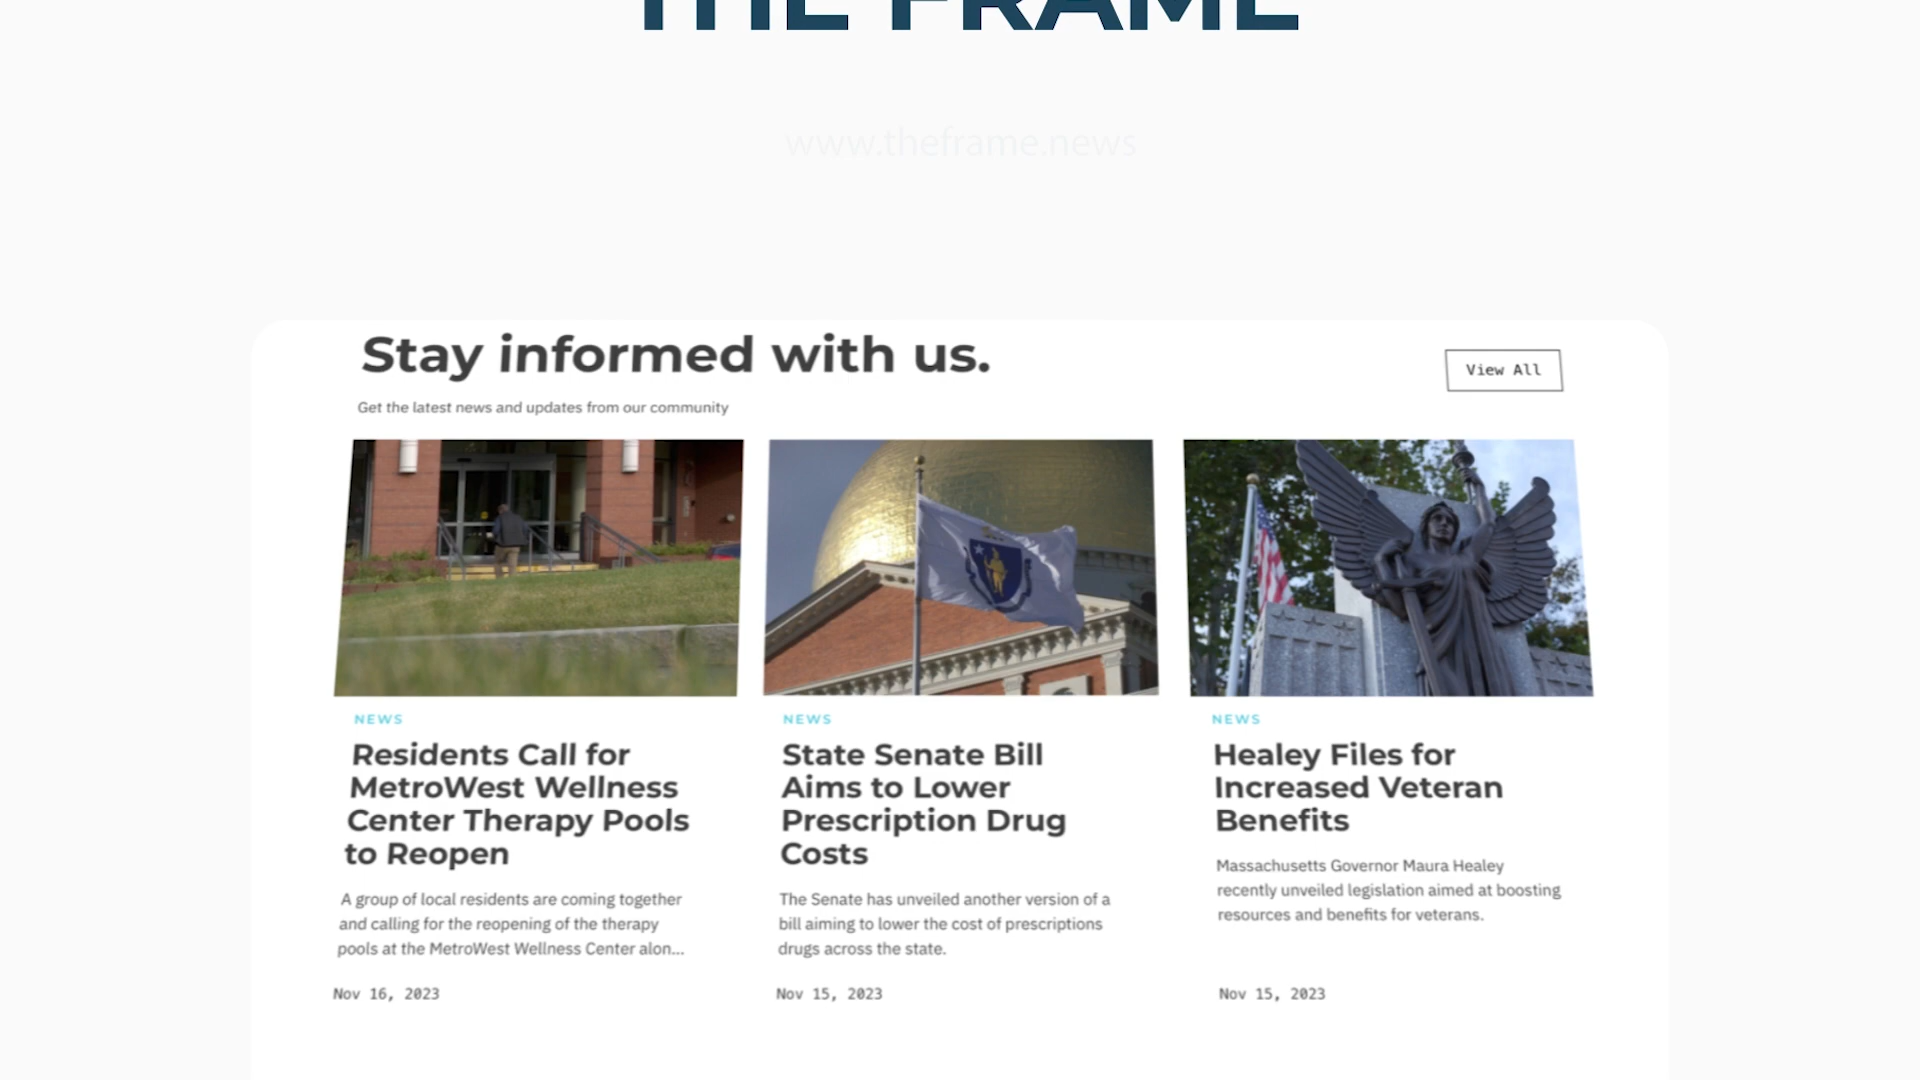 THE FRAME
www.theframe.news
Stay informed with us.
View All
Get the latest news and updates from our community
NEWS
Residents Call for
MetroWest Wellness
Center Therapy Pools
to Reopen
A group of local residents are coming together
and calling for the reopening of the therapy
pools at the MetroWest Wellness Center alon...
Nov 16, 2023
NEWS
State Senate Bill
Aims to Lower
Prescription Drug
Costs
The Senate has unveiled another version of a
bill aiming to lower the cost of prescriptions
drugs across the state.
Nov 15, 2023
NEWS
Healey Files for
Increased Veteran
Benefits
Massachusetts Governor Maura Healey
recently unveiled legislation aimed at boosting
resources and benefits for veterans.
Nov 15, 2023